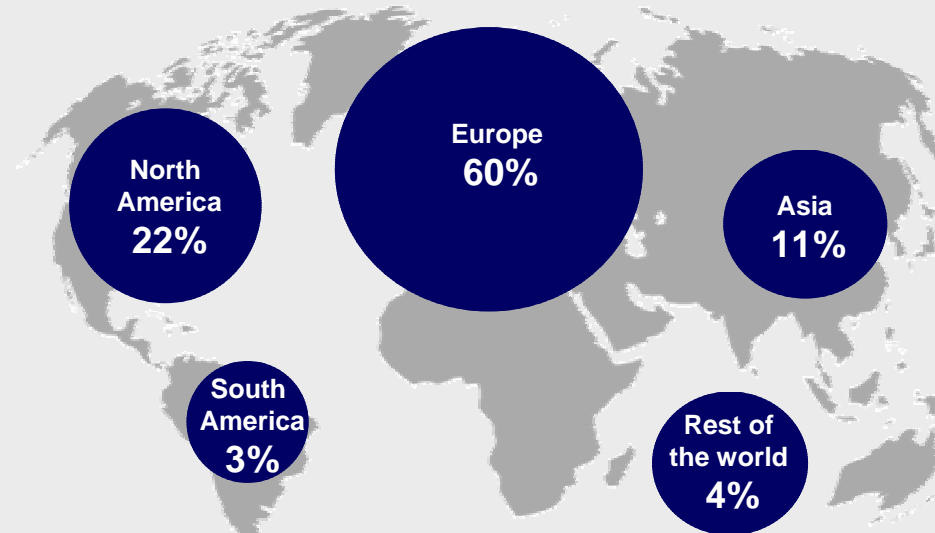 Europe
60%
North
America
22%
Asia
11%
South
America
3%
Rest of
the world
4%